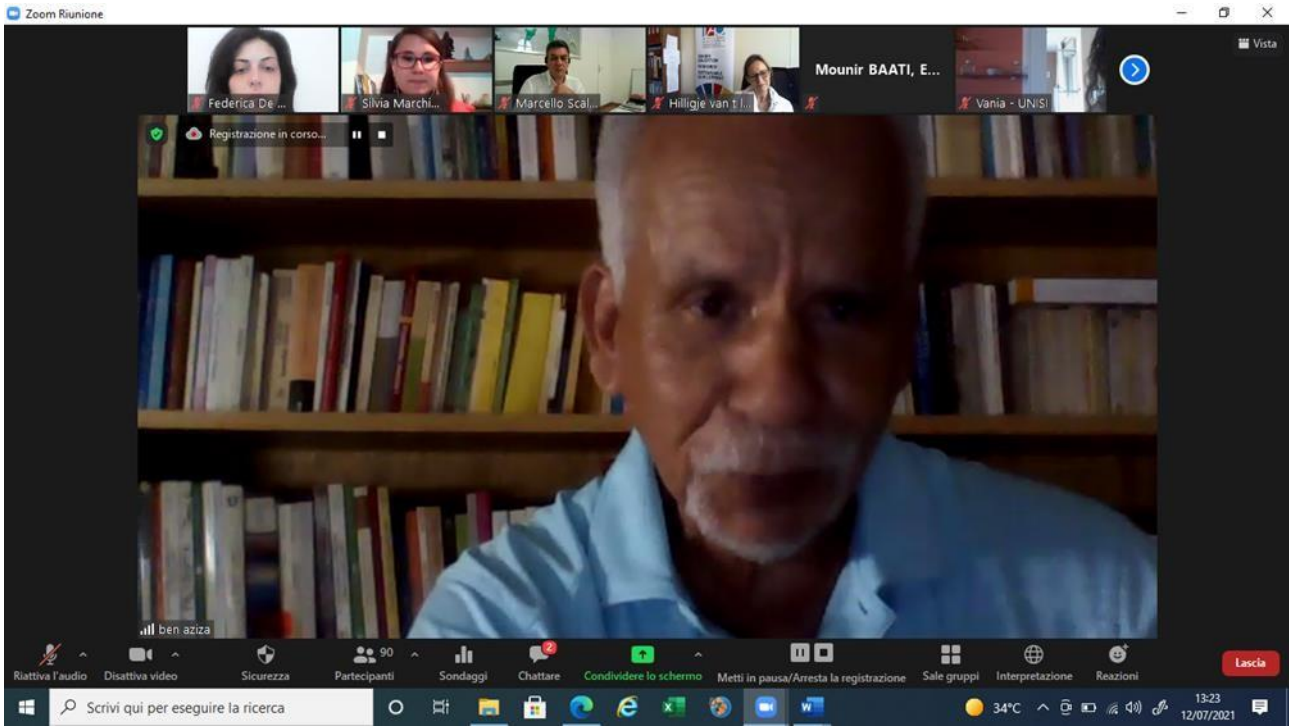 Zoom Riunione
Vista
Federica De ...
Silvia Marchi...
Marcello Scal...
Hilligje van t l...
Mounir BAATI, E...
Vania - UNISI
Registrazione in corso...
ben aziza
90
2
Riattiva l'audio
Disattiva video
Sicurezza
Partecipanti
Sondaggi
Chattare
Condividere lo schermo
Metti in pausa/Arresta la registrazione
Sale gruppi
Interpretazione
Reazioni
Lascia
Scrivi qui per eseguire la ricerca
34°C
13:23
12/07/2021